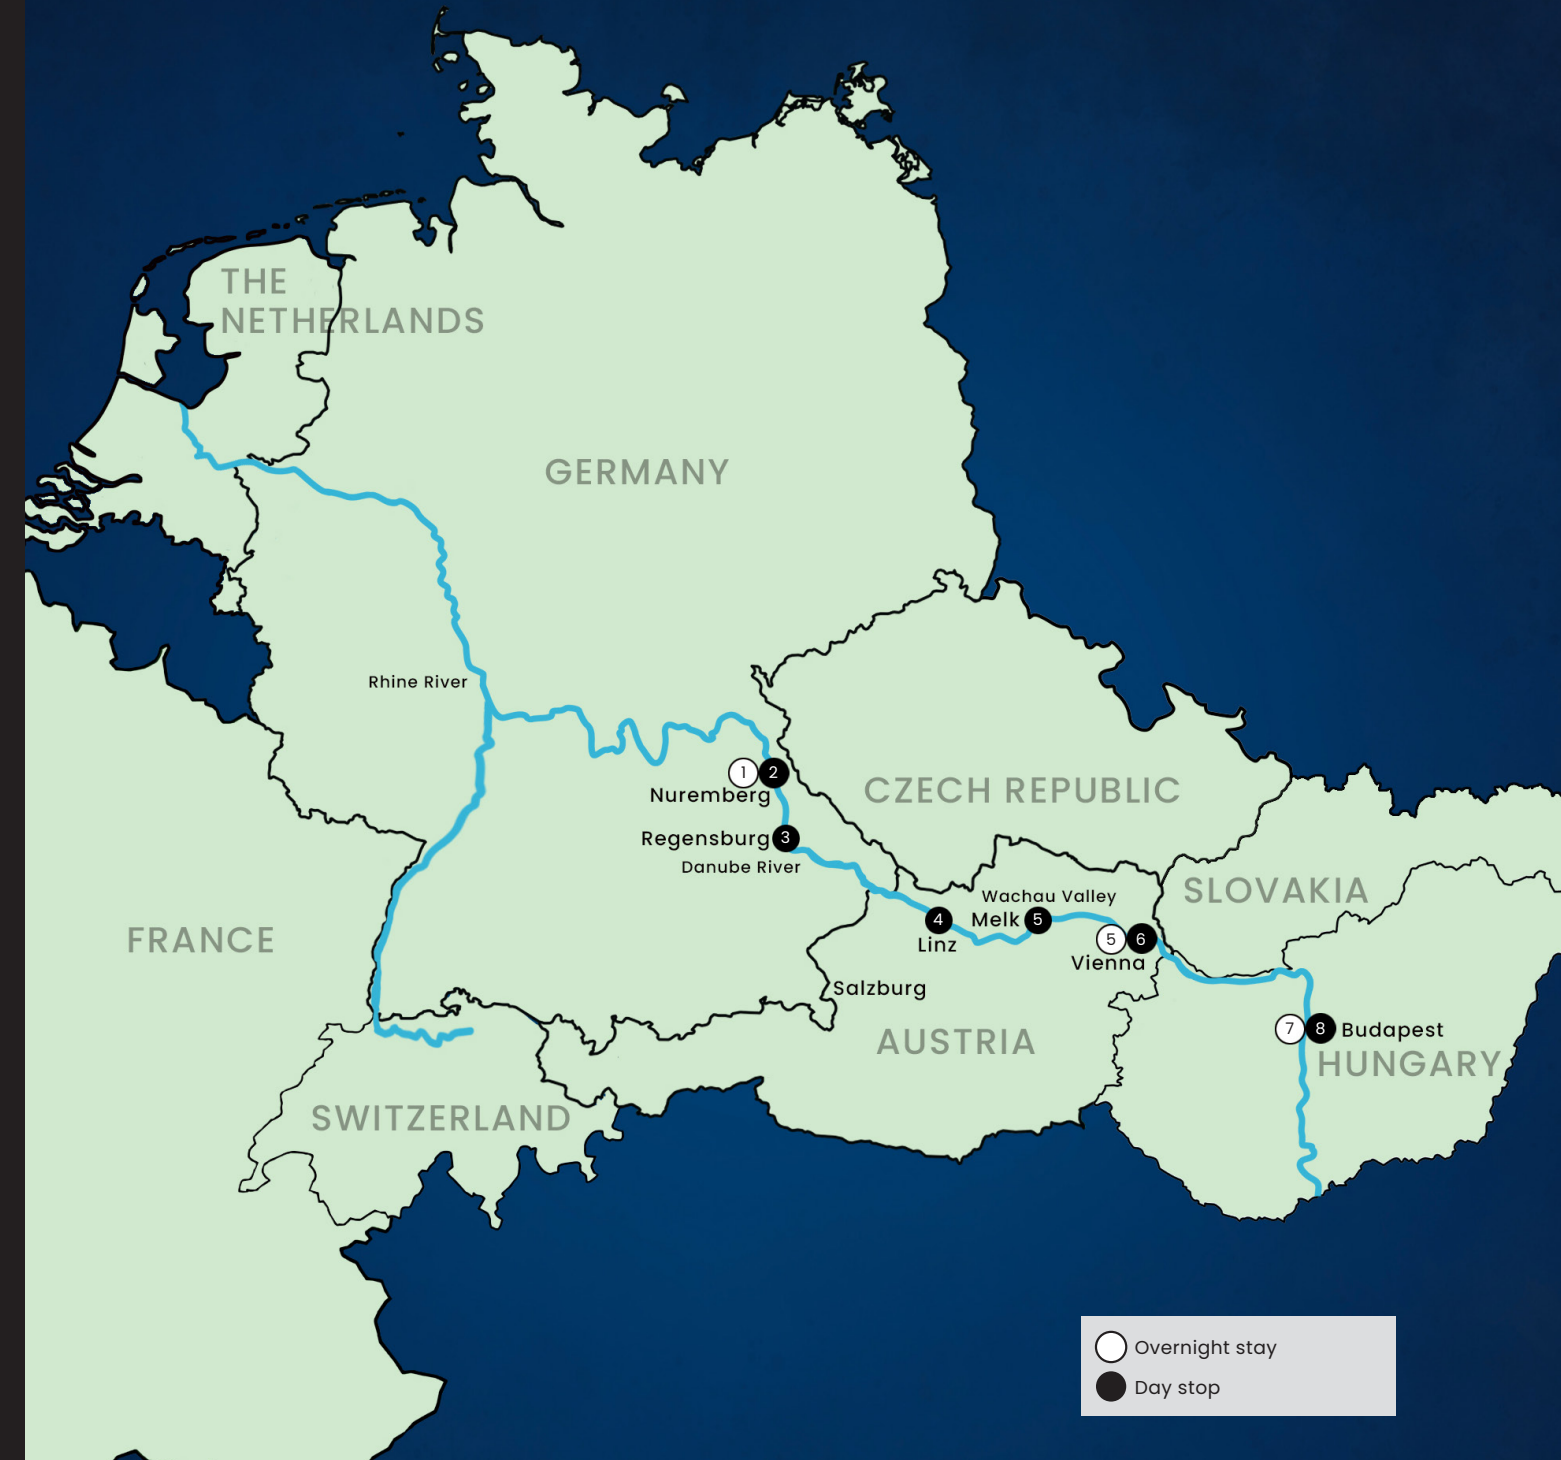 THE
NETHERLANDS
GERMANY
Rhine River
1 2
Nuremberg
CZECH REPUBLIC
Regensburg 3
Danube River
SLOVAKIA
Wachau Valley
4 Melk 5
Linz
FRANCE
5 6
Vienna
Salzburg
AUSTRIA
7 8 Budapest
HUNGARY
SWITZERLAND
Overnight stay
Day stop